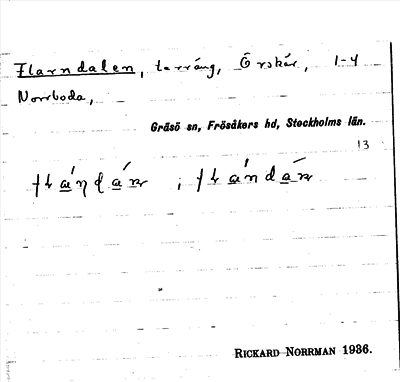 Flarndalen, terräng, Örskär, 1-4
Norrboda,
Gräsö sn, Frösåkers hd, Stockholms län.
13
RICKARD NORRMAN 1936.